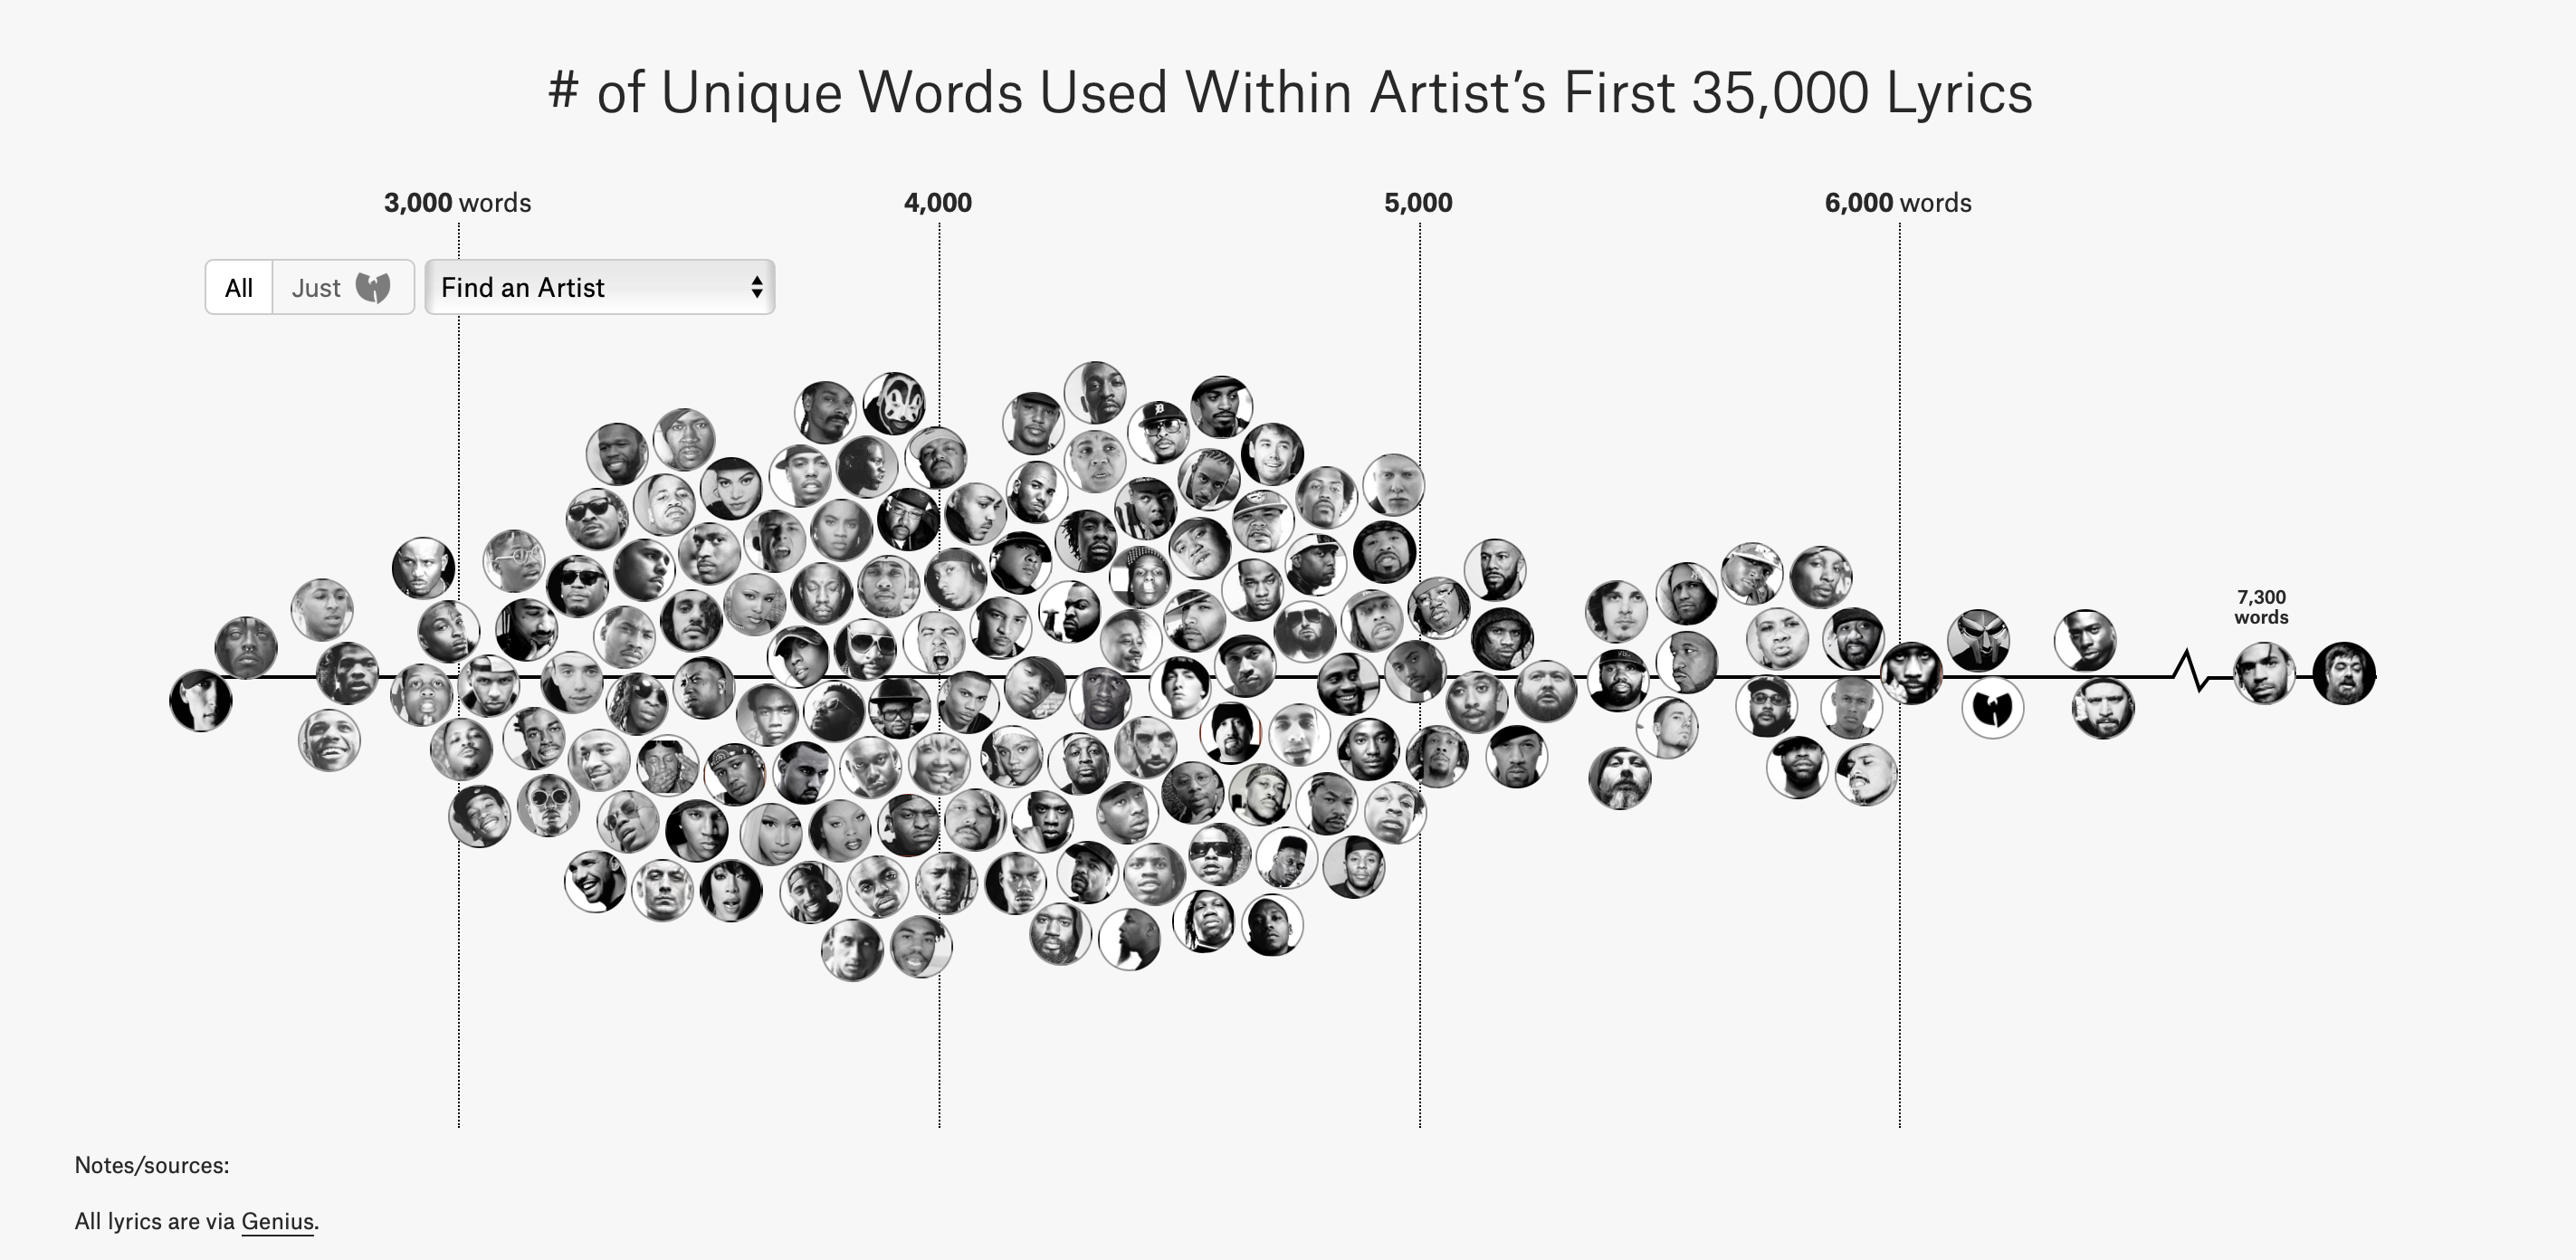 # of Unique Words Used Within Artist’s First 35,000 Lyrics
3,000 words
4,000
5,000
6,000 words
All
Just
Find an Artist
7,300
words
Notes/sources:
All lyrics are via Genius.